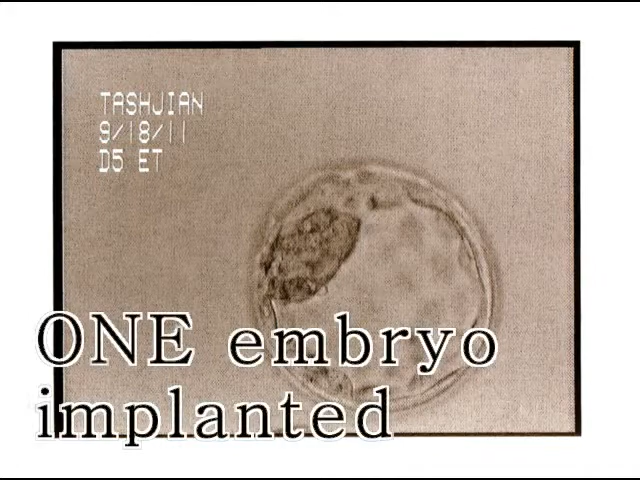 TASHJIAN
9/18/11
D5 ET
ONE embryo
implanted